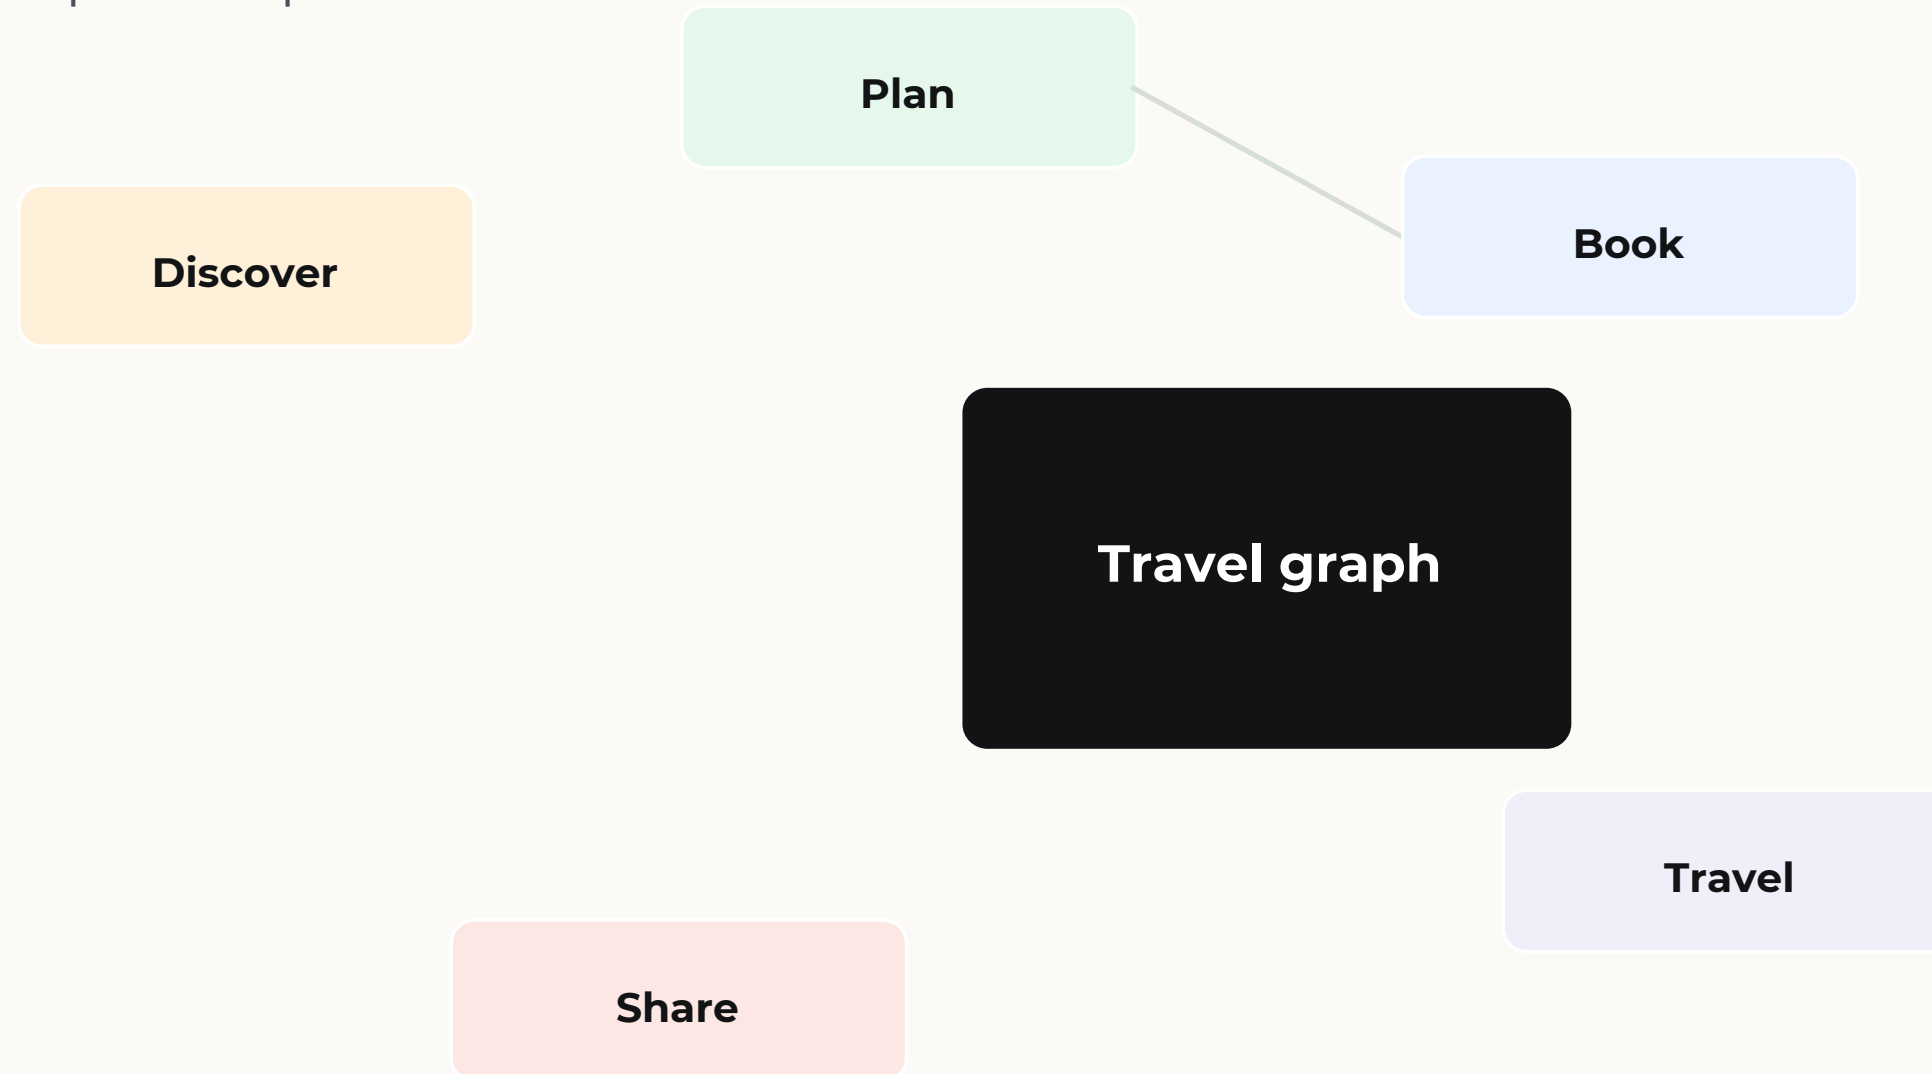 Plan
Book
Discover
Travel graph
Travel
Share